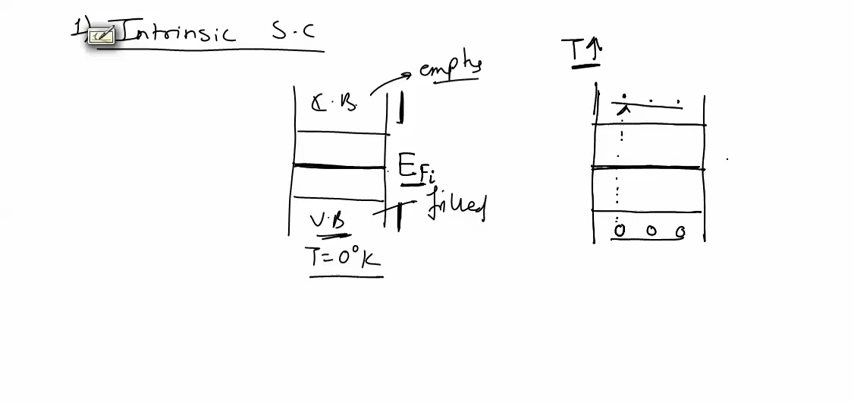 1) Intrinsic S.C
T↑
empty
C.B
E_Fi
filled
V.B
T=0°K